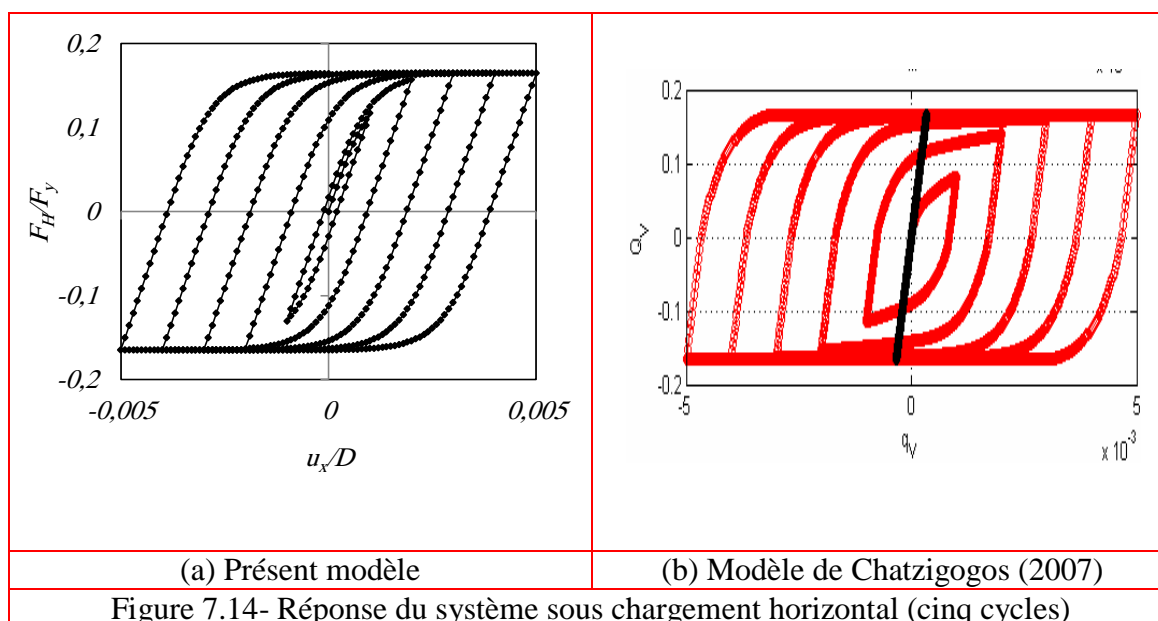 0,2
0,1
0
-0,1
-0,2
F_H/F_y
-0,005
0
0,005
u_x/D
0.2
0.1
0
-0.1
-0.2
Q_V
-5
0
5
q_V
x 10^-3
(a) Présent modèle
(b) Modèle de Chatzigogos (2007)
Figure 7.14- Réponse du système sous chargement horizontal (cinq cycles)